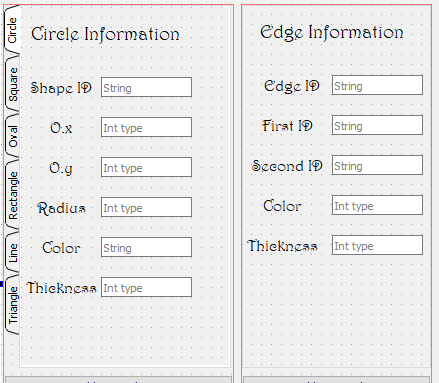 Circle
Square
Oval
Rectangle
Line
Triangle
Circle Information
Shape ID String
O.x Int type
O.y Int type
Radius Int type
Color String
Thickness Int type
Edge Information
Edge ID String
First ID String
Second ID String
Color Int type
Thickness Int type